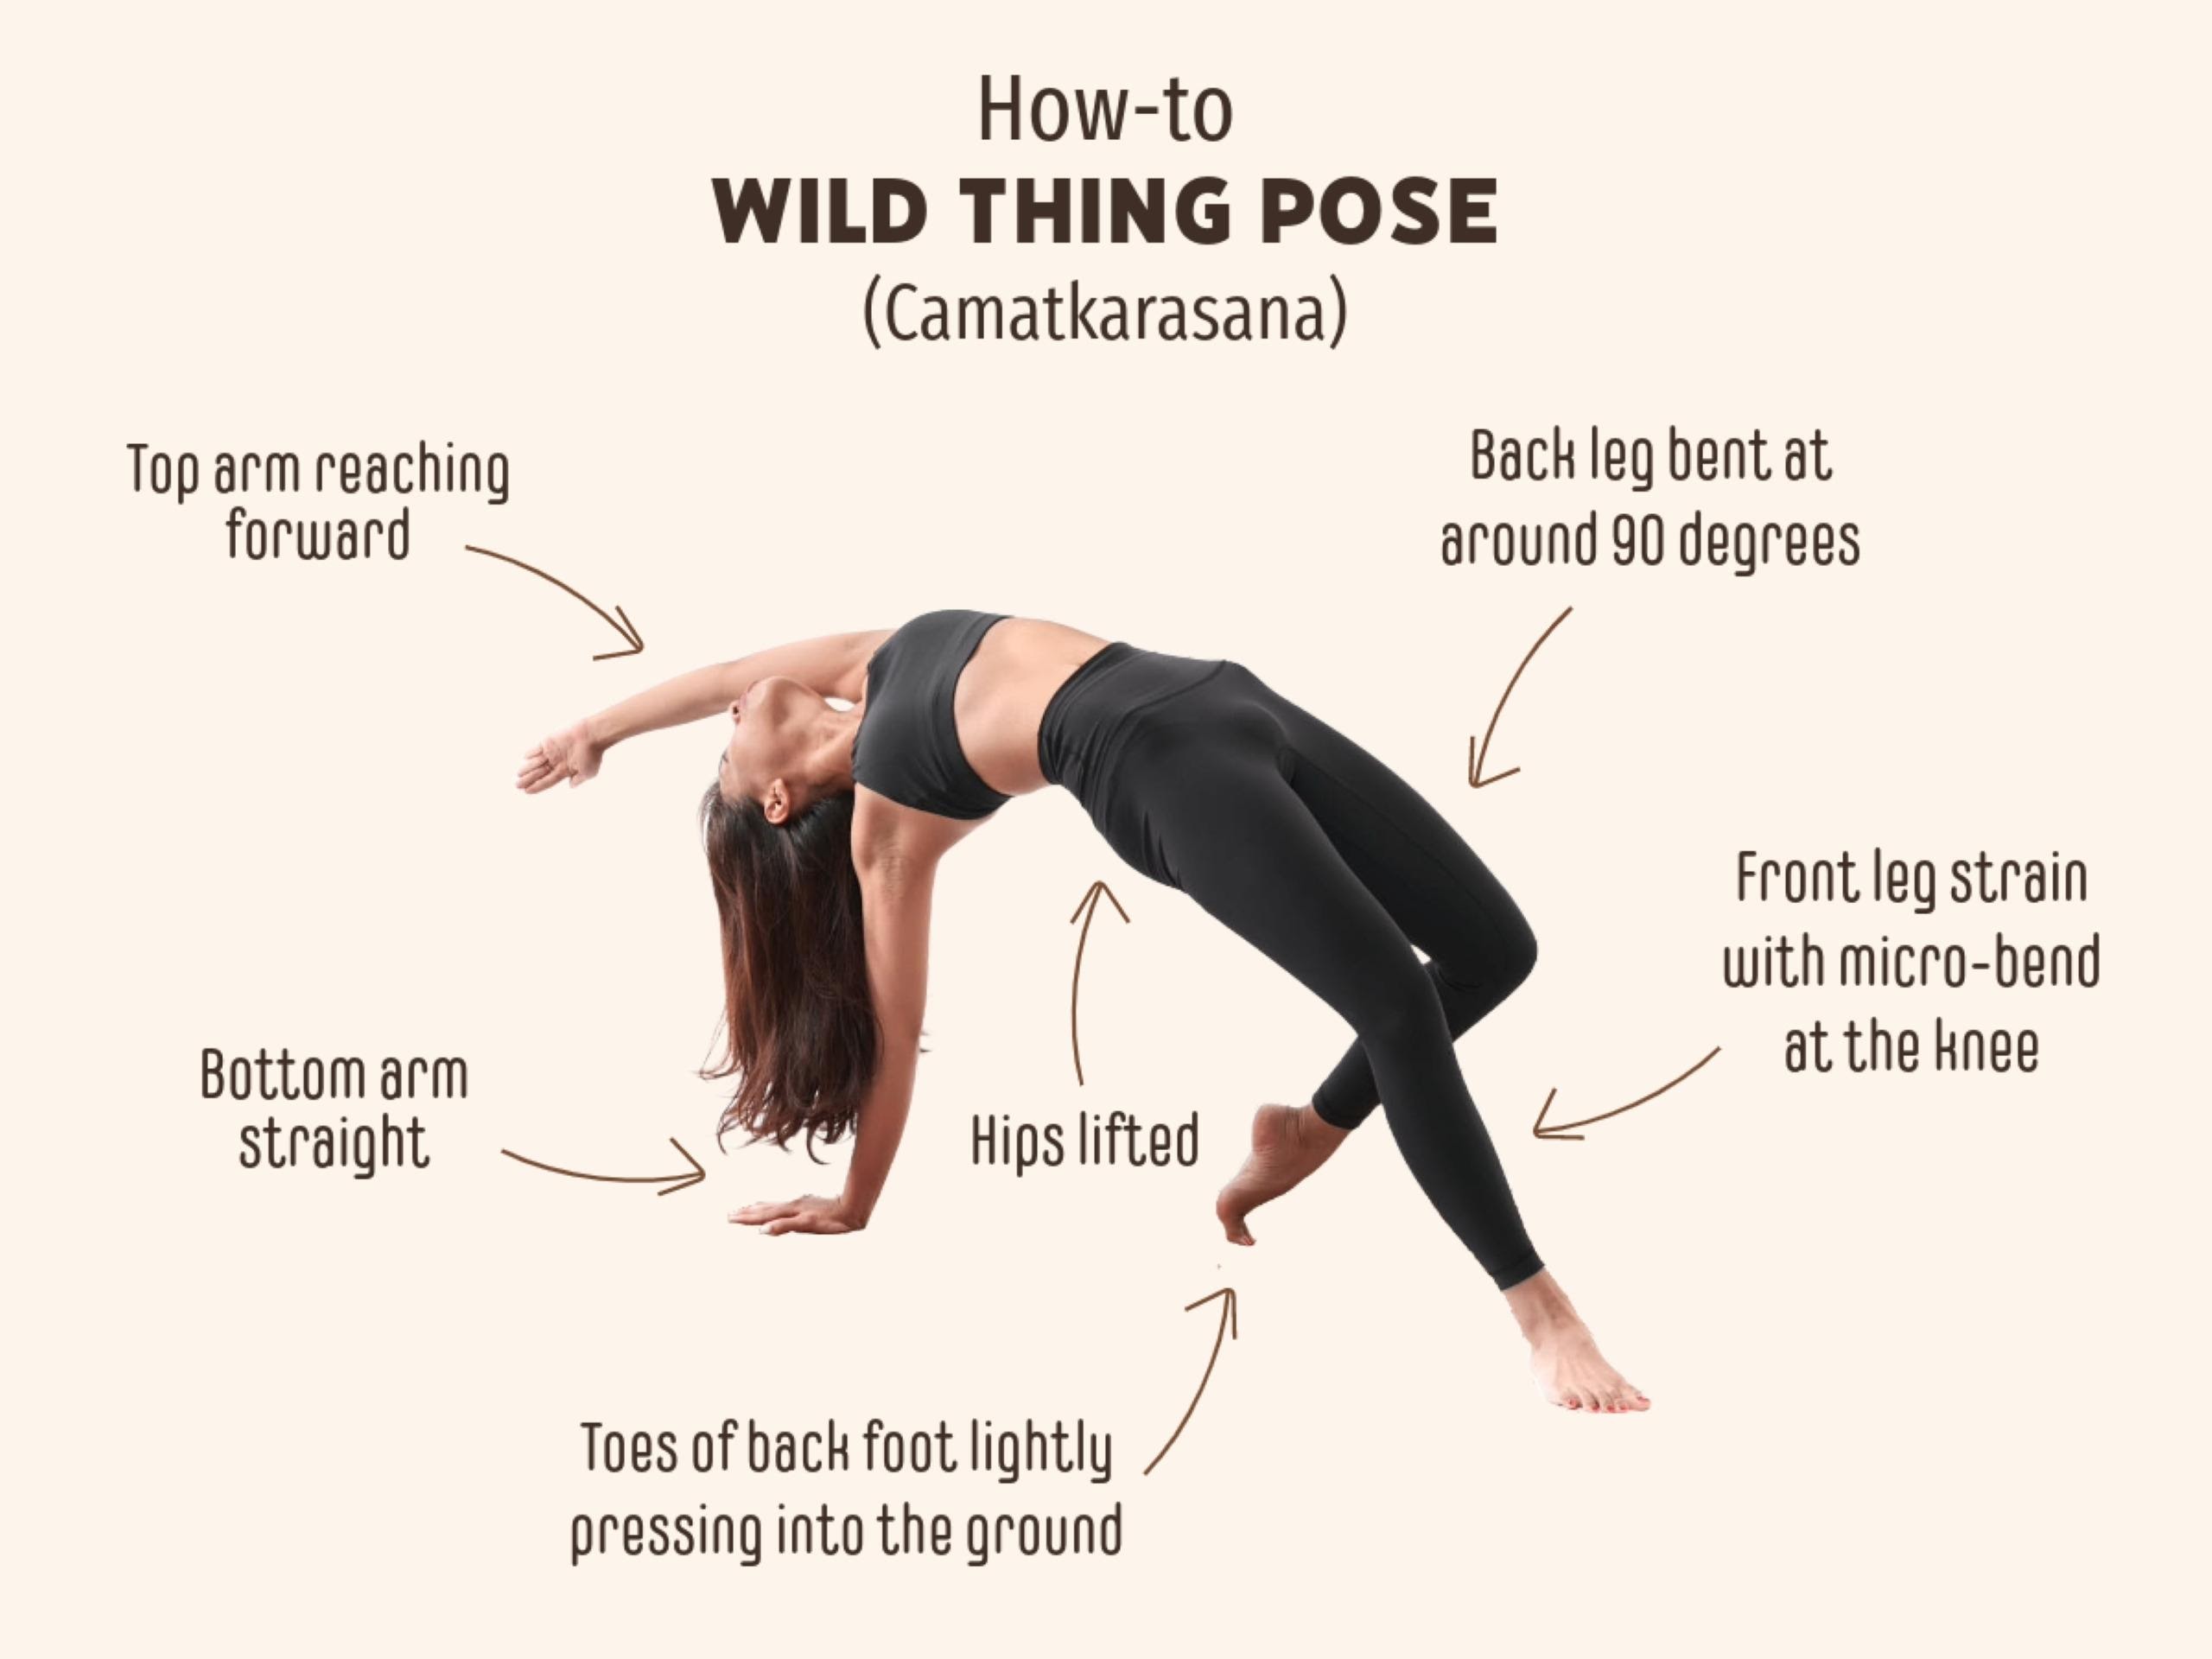 How-to
WILD THING POSE
(Camatkarasana)
Top arm reaching
forward
Back leg bent at
around 90 degrees
Front leg strain
with micro-bend
at the knee
Bottom arm
straight
Hips lifted
Toes of back foot lightly
pressing into the ground